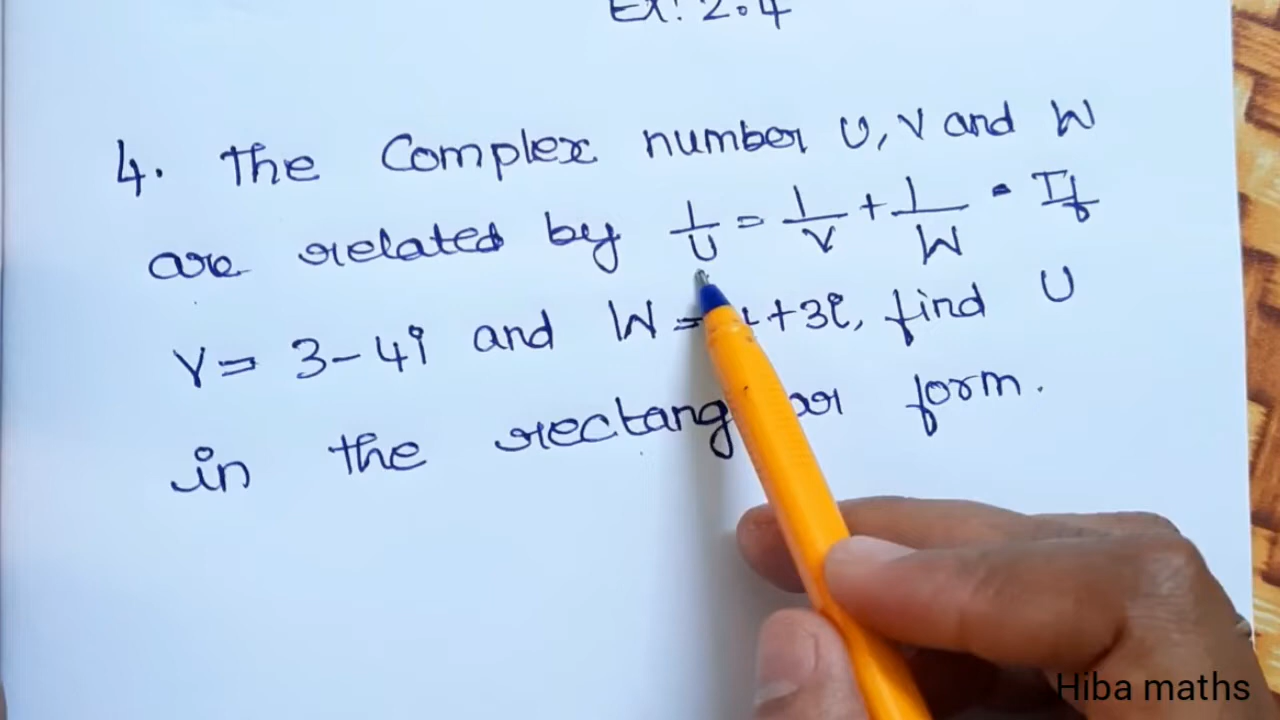 Ex: 2.4
4. The Complex number U, V and W
are related by 1/U = 1/V + 1/W . If
V = 3-4i and W = +3i, find U
in the form.
Hiba maths